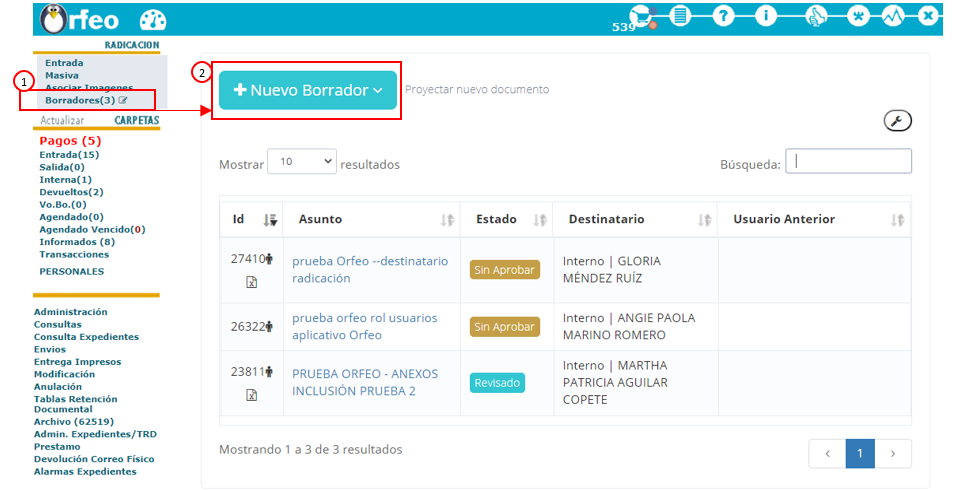 Orfeo
539
?
i
RADICACION
Entrada
Masiva
Asociar Imagenes
1
Borradores(3)
Actualizar CARPETAS
Pagos (5)
Entrada(15)
Salida(0)
Interna(1)
Devueltos(2)
Vo.Bo.(0)
Agendado(0)
Agendado Vencido(0)
Informados (8)
Transacciones
PERSONALES
Administración
Consultas
Consulta Expedientes
Envios
Entrega Impresos
Modificación
Anulación
Tablas Retención
Documental
Archivo (62519)
Admin. Expedientes/TRD
Prestamo
Devolución Correo Físico
Alarmas Expedientes
2
+ Nuevo Borrador Proyectar nuevo documento
Mostrar 10 resultados Búsqueda:
Id Asunto Estado Destinatario Usuario Anterior
27410 prueba Orfeo --destinatario
radicación
Sin Aprobar
Interno | GLORIA
MÉNDEZ RUÍZ
26322 prueba orfeo rol usuarios
aplicativo Orfeo
Sin Aprobar
Interno | ANGIE PAOLA
MARINO ROMERO
23811 PRUEBA ORFEO - ANEXOS
INCLUSIÓN PRUEBA 2
Revisado
Interno | MARTHA
PATRICIA AGUILAR
COPETE
Mostrando 1 a 3 de 3 resultados
‹ 1 ›